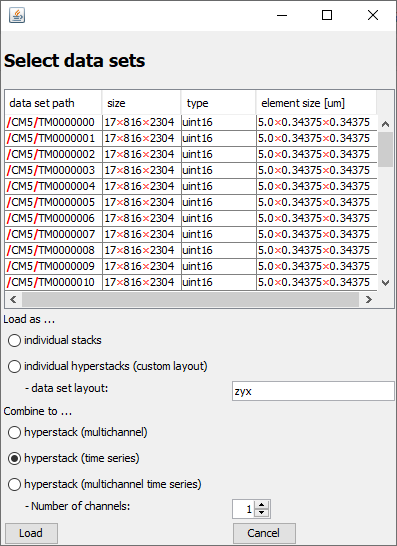 Select data sets
data set path size type element size [um]
/CM5/TM0000000 17×816×2304 uint16 5.0×0.34375×0.34375
/CM5/TM0000001 17×816×2304 uint16 5.0×0.34375×0.34375
/CM5/TM0000002 17×816×2304 uint16 5.0×0.34375×0.34375
/CM5/TM0000003 17×816×2304 uint16 5.0×0.34375×0.34375
/CM5/TM0000004 17×816×2304 uint16 5.0×0.34375×0.34375
/CM5/TM0000005 17×816×2304 uint16 5.0×0.34375×0.34375
/CM5/TM0000006 17×816×2304 uint16 5.0×0.34375×0.34375
/CM5/TM0000007 17×816×2304 uint16 5.0×0.34375×0.34375
/CM5/TM0000008 17×816×2304 uint16 5.0×0.34375×0.34375
/CM5/TM0000009 17×816×2304 uint16 5.0×0.34375×0.34375
/CM5/TM0000010 17×816×2304 uint16 5.0×0.34375×0.34375
Load as ...
individual stacks
individual hyperstacks (custom layout)
- data set layout: zyx
Combine to ...
hyperstack (multichannel)
hyperstack (time series)
hyperstack (multichannel time series)
- Number of channels: 1
Load Cancel